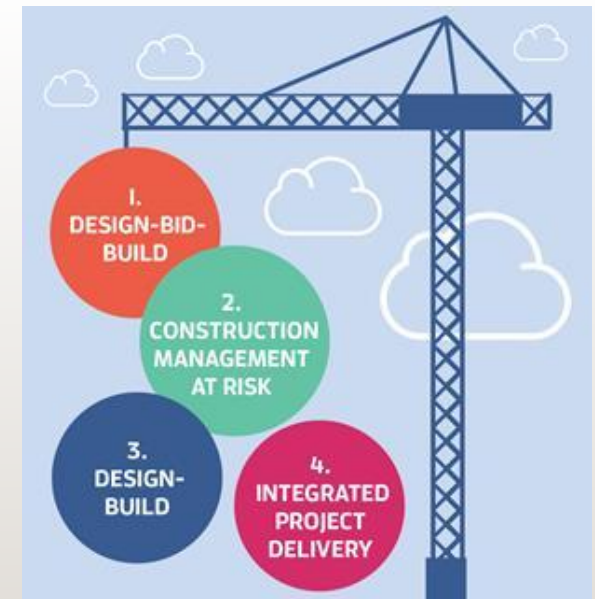 1.
DESIGN-BID-
BUILD
2.
CONSTRUCTION
MANAGEMENT
AT RISK
3.
DESIGN-
BUILD
4.
INTEGRATED
PROJECT
DELIVERY